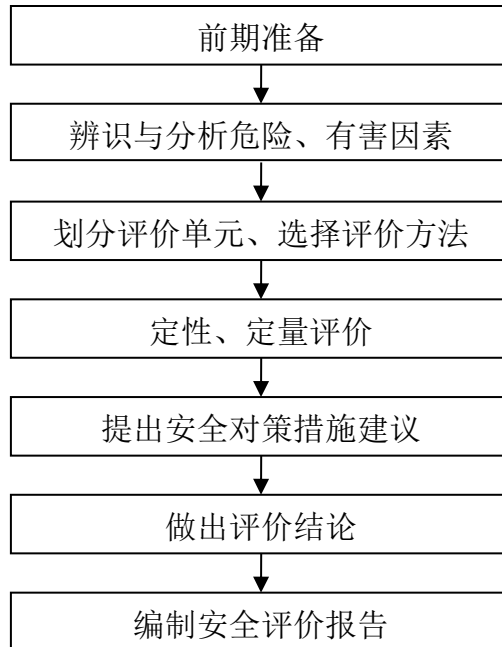 前期准备
辨识与分析危险、有害因素
划分评价单元、选择评价方法
定性、定量评价
提出安全对策措施建议
做出评价结论
编制安全评价报告